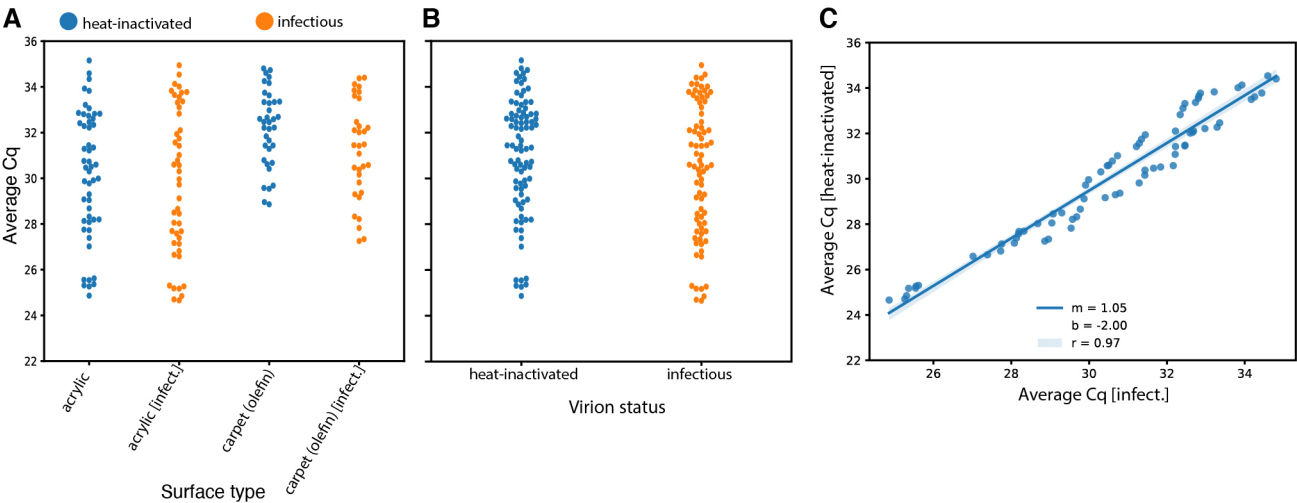 A
heat-inactivated
infectious
B
C
36
34
32
30
28
26
24
22
Average Cq
acrylic
acrylic [infect.]
carpet (olefin)
carpet (olefin) [infect.]
Surface type
heat-inactivated
infectious
Virion status
36
34
32
30
28
26
24
22
Average Cq [heat-inactivated]
m = 1.05
b = -2.00
r = 0.97
26
28
30
32
34
Average Cq [infect.]